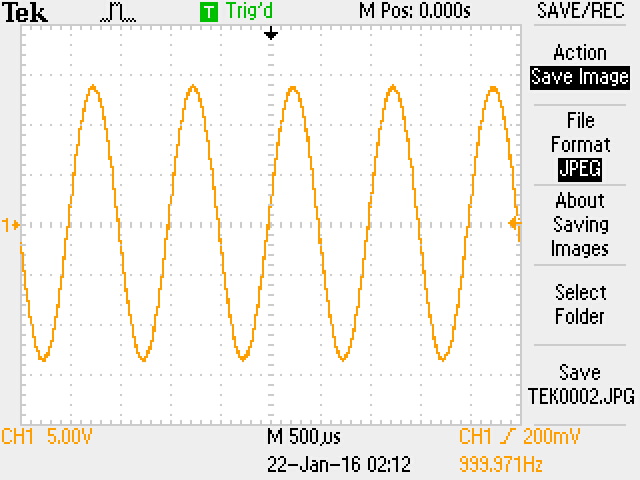 Tek T Trig'd M Pos: 0.000s SAVE/REC
Action
Save Image
File
Format
JPEG
About
Saving
Images
Select
Folder
Save
TEK0002.JPG
1
CH1 5.00V M 500µs CH1 200mV
22-Jan-16 02:12 999.971Hz